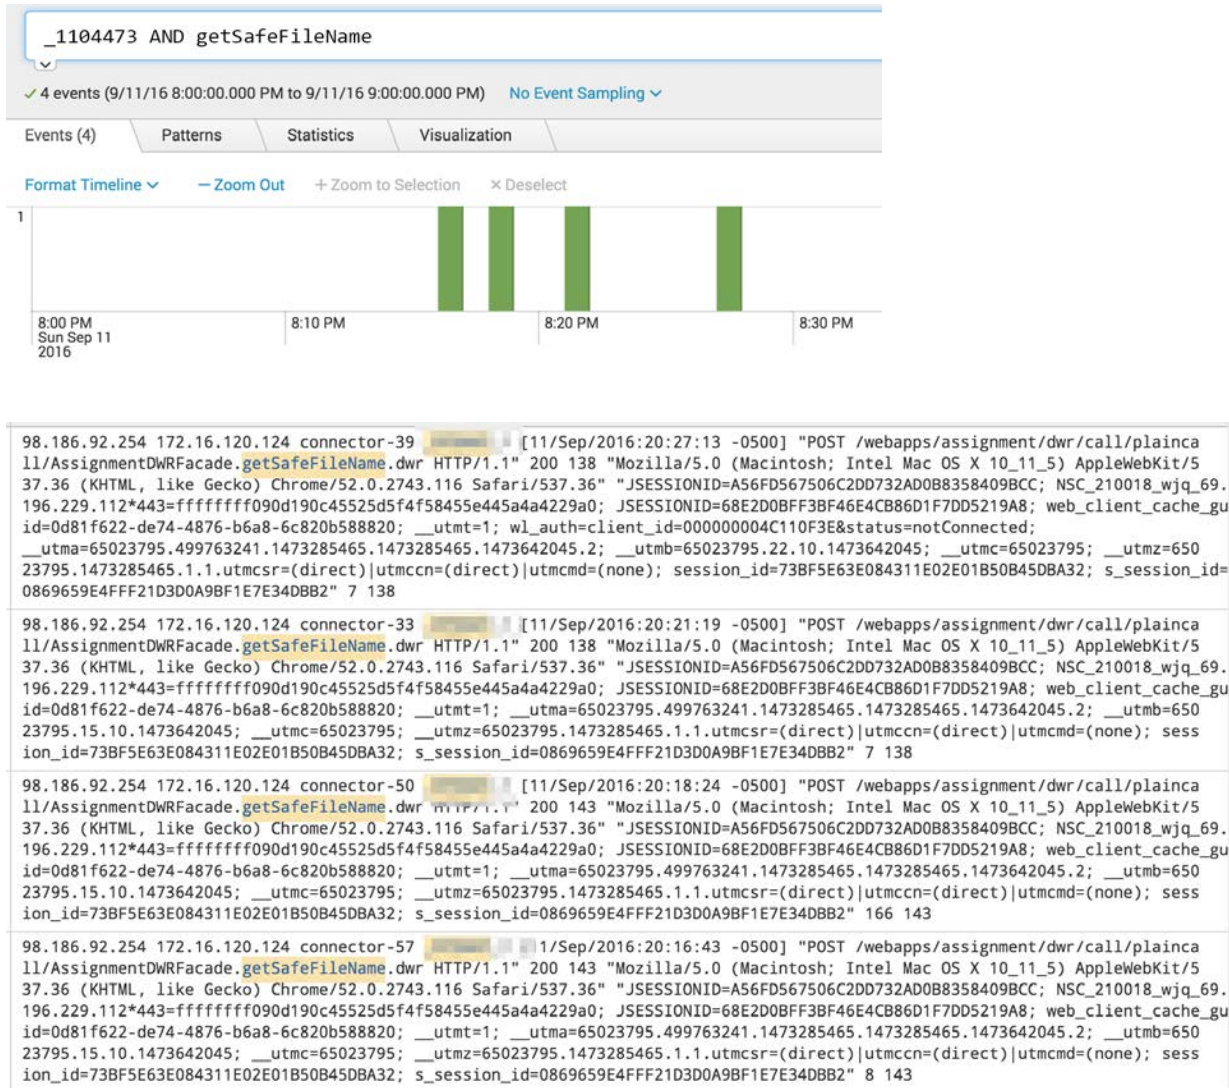 _1104473 AND getSafeFileName
4 events (9/11/16 8:00:00.000 PM to 9/11/16 9:00:00.000 PM) No Event Sampling
Events (4) Patterns Statistics Visualization
Format Timeline — Zoom Out + Zoom to Selection × Deselect
1
8:00 PM 8:10 PM 8:20 PM 8:30 PM
Sun Sep 11
2016
98.186.92.254 172.16.120.124 connector-39 [11/Sep/2016:20:27:13 -0500] "POST /webapps/assignment/dwr/call/plainca
ll/AssignmentDWRFacade.getSafeFileName.dwr HTTP/1.1" 200 138 "Mozilla/5.0 (Macintosh; Intel Mac OS X 10_11_5) AppleWebKit/5
37.36 (KHTML, like Gecko) Chrome/52.0.2743.116 Safari/537.36" "JSESSIONID=A56FD567506C2DD732AD0B8358409BCC; NSC_210018_wjq_69.
196.229.112*443=ffffffff090d190c45525d5f4f58455e445a4a4229a0; JSESSIONID=68E2D0BFF3BF46E4CB86D1F7DD5219A8; web_client_cache_gu
id=0d81f622-de74-4876-b6a8-6c820b588820; __utmt=1; wl_auth=client_id=000000004C110F3E&status=notConnected;
__utma=65023795.499763241.1473285465.1473285465.1473642045.2; __utmb=65023795.22.10.1473642045; __utmc=65023795; __utmz=650
23795.1473285465.1.1.utmcsr=(direct)|utmccn=(direct)|utmcmd=(none); session_id=73BF5E63E084311E02E01B50B45DBA32; s_session_id=
0869659E4FFF21D3D0A9BF1E7E34DBB2" 7 138
98.186.92.254 172.16.120.124 connector-33 [11/Sep/2016:20:21:19 -0500] "POST /webapps/assignment/dwr/call/plainca
ll/AssignmentDWRFacade.getSafeFileName.dwr HTTP/1.1" 200 138 "Mozilla/5.0 (Macintosh; Intel Mac OS X 10_11_5) AppleWebKit/5
37.36 (KHTML, like Gecko) Chrome/52.0.2743.116 Safari/537.36" "JSESSIONID=A56FD567506C2DD732AD0B8358409BCC; NSC_210018_wjq_69.
196.229.112*443=ffffffff090d190c45525d5f4f58455e445a4a4229a0; JSESSIONID=68E2D0BFF3BF46E4CB86D1F7DD5219A8; web_client_cache_gu
id=0d81f622-de74-4876-b6a8-6c820b588820; __utmt=1; __utma=65023795.499763241.1473285465.1473285465.1473642045.2; __utmb=650
23795.15.10.1473642045; __utmc=65023795; __utmz=65023795.1473285465.1.1.utmcsr=(direct)|utmccn=(direct)|utmcmd=(none); sess
ion_id=73BF5E63E084311E02E01B50B45DBA32; s_session_id=0869659E4FFF21D3D0A9BF1E7E34DBB2" 7 138
98.186.92.254 172.16.120.124 connector-50 [11/Sep/2016:20:18:24 -0500] "POST /webapps/assignment/dwr/call/plainca
ll/AssignmentDWRFacade.getSafeFileName.dwr HTTP/1.1" 200 143 "Mozilla/5.0 (Macintosh; Intel Mac OS X 10_11_5) AppleWebKit/5
37.36 (KHTML, like Gecko) Chrome/52.0.2743.116 Safari/537.36" "JSESSIONID=A56FD567506C2DD732AD0B8358409BCC; NSC_210018_wjq_69.
196.229.112*443=ffffffff090d190c45525d5f4f58455e445a4a4229a0; JSESSIONID=68E2D0BFF3BF46E4CB86D1F7DD5219A8; web_client_cache_gu
id=0d81f622-de74-4876-b6a8-6c820b588820; __utmt=1; __utma=65023795.499763241.1473285465.1473285465.1473642045.2; __utmb=650
23795.15.10.1473642045; __utmc=65023795; __utmz=65023795.1473285465.1.1.utmcsr=(direct)|utmccn=(direct)|utmcmd=(none); sess
ion_id=73BF5E63E084311E02E01B50B45DBA32; s_session_id=0869659E4FFF21D3D0A9BF1E7E34DBB2" 166 143
98.186.92.254 172.16.120.124 connector-57 1/Sep/2016:20:16:43 -0500] "POST /webapps/assignment/dwr/call/plainca
ll/AssignmentDWRFacade.getSafeFileName.dwr HTTP/1.1" 200 143 "Mozilla/5.0 (Macintosh; Intel Mac OS X 10_11_5) AppleWebKit/5
37.36 (KHTML, like Gecko) Chrome/52.0.2743.116 Safari/537.36" "JSESSIONID=A56FD567506C2DD732AD0B8358409BCC; NSC_210018_wjq_69.
196.229.112*443=ffffffff090d190c45525d5f4f58455e445a4a4229a0; JSESSIONID=68E2D0BFF3BF46E4CB86D1F7DD5219A8; web_client_cache_gu
id=0d81f622-de74-4876-b6a8-6c820b588820; __utmt=1; __utma=65023795.499763241.1473285465.1473285465.1473642045.2; __utmb=650
23795.15.10.1473642045; __utmc=65023795; __utmz=65023795.1473285465.1.1.utmcsr=(direct)|utmccn=(direct)|utmcmd=(none); sess
ion_id=73BF5E63E084311E02E01B50B45DBA32; s_session_id=0869659E4FFF21D3D0A9BF1E7E34DBB2" 8 143